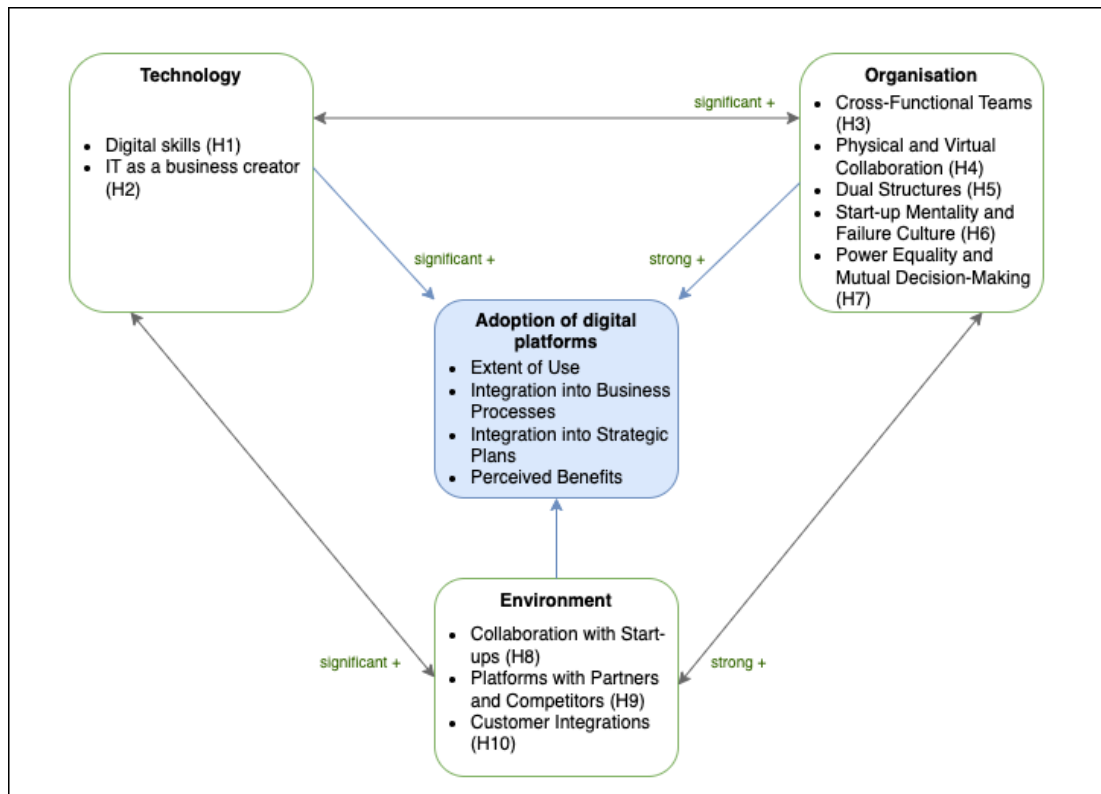 Technology
• Digital skills (H1)
• IT as a business creator
(H2)
significant +
Organisation
• Cross-Functional Teams
(H3)
• Physical and Virtual
Collaboration (H4)
• Dual Structures (H5)
• Start-up Mentality and
Failure Culture (H6)
• Power Equality and
Mutual Decision-Making
(H7)
significant +
strong +
Adoption of digital
platforms
• Extent of Use
• Integration into Business
Processes
• Integration into Strategic
Plans
• Perceived Benefits
Environment
• Collaboration with Start-
ups (H8)
• Platforms with Partners
and Competitors (H9)
• Customer Integrations
(H10)
significant +
strong +